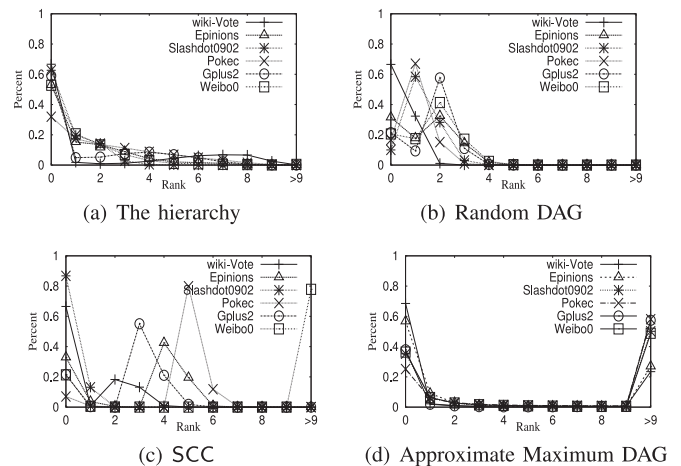 1
0.8
0.6
0.4
0.2
0
Percent
0
2
4
6
8
>9
Rank
wiki-Vote
Epinions
Slashdot0902
Pokec
Gplus2
Weibo0
(a) The hierarchy
1
0.8
0.6
0.4
0.2
0
Percent
0
2
4
6
8
>9
Rank
wiki-Vote
Epinions
Slashdot0902
Pokec
Gplus2
Weibo0
(b) Random DAG
1
0.8
0.6
0.4
0.2
0
Percent
0
2
4
6
8
>9
Rank
wiki-Vote
Epinions
Slashdot0902
Pokec
Gplus2
Weibo0
(c) SCC
1
0.8
0.6
0.4
0.2
0
Percent
0
2
4
6
8
>9
Rank
wiki-Vote
Epinions
Slashdot0902
Pokec
Gplus2
Weibo0
(d) Approximate Maximum DAG